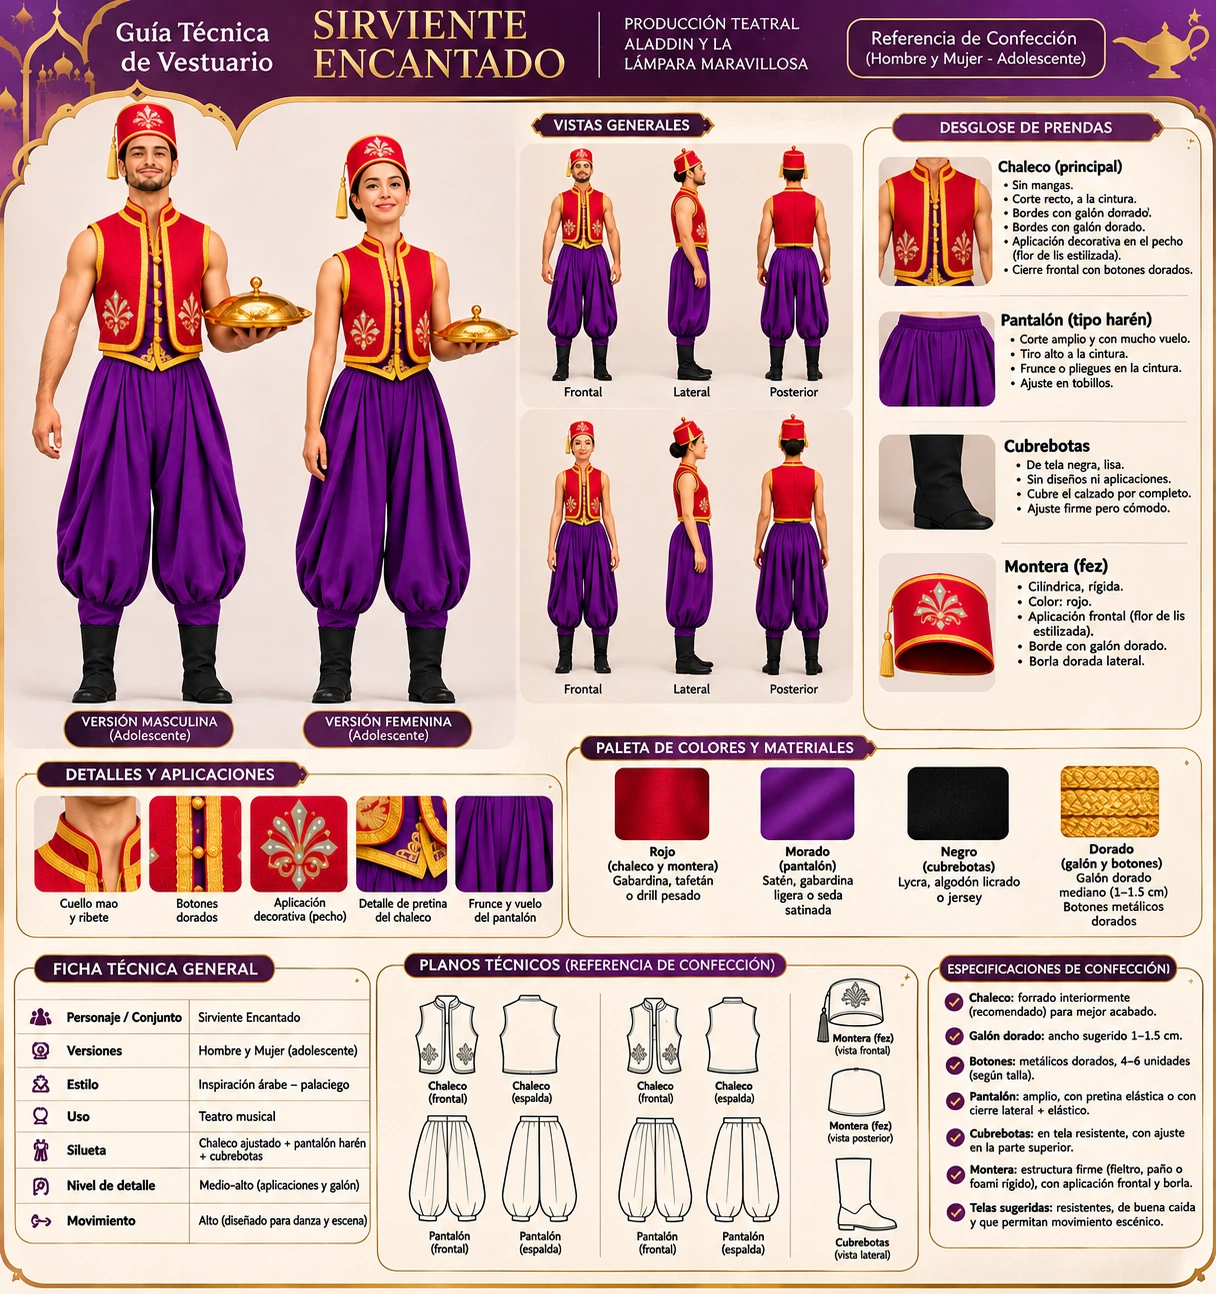 Guía Técnica
de Vestuario
SIRVIENTE
ENCANTADO
PRODUCCIÓN TEATRAL
ALADDIN Y LA
LÁMPARA MARAVILLOSA
Referencia de Confección
(Hombre y Mujer - Adolescente)
VERSIÓN MASCULINA
(Adolescente)
VERSIÓN FEMENINA
(Adolescente)
VISTAS GENERALES
Frontal
Lateral
Posterior
Frontal
Lateral
Posterior
DESGLOSE DE PRENDAS
Chaleco (principal)
• Sin mangas.
• Corte recto, a la cintura.
• Bordes con galón dorrado'.
• Bordes con galón dorado.
• Aplicación decorativa en el pecho
(flor de lis estilizada).
• Cierre frontal con botones dorados.
Pantalón (tipo harén)
• Corte amplio y con mucho vuelo.
• Tiro alto a la cintura.
• Frunce o pliegues en la cintura.
• Ajuste en tobillos.
Cubrebotas
• De tela negra, lisa.
• Sin diseños ni aplicaciones.
• Cubre el calzado por completo.
• Ajuste firme pero cómodo.
Montera (fez)
• Cilíndrica, rígida.
• Color: rojo.
• Aplicación frontal (flor de lis
estilizada).
• Borde con galón dorado.
• Borla dorada lateral.
DETALLES Y APLICACIONES
Cuello mao
y ribete
Botones
dorados
Aplicación
decorativa (pecho)
Detalle de pretina
del chaleco
Frunce y vuelo
del pantalón
PALETA DE COLORES Y MATERIALES
Rojo
(chaleco y montera)
Gabardina, tafetán
o drill pesado
Morado
(pantalón)
Satén, gabardina
ligera o seda
satinada
Negro
(cubrebotas)
Lycra, algodón licrado
o jersey
Dorado
(galón y botones)
Galón dorado
mediano (1–1.5 cm)
Botones metálicos
dorados
FICHA TÉCNICA GENERAL
Personaje / Conjunto
Sirviente Encantado
Versiones
Hombre y Mujer (adolescente)
Estilo
Inspiración árabe – palaciego
Uso
Teatro musical
Silueta
Chaleco ajustado + pantalón harén
+ cubrebotas
Nivel de detalle
Medio-alto (aplicaciones y galón)
Movimiento
Alto (diseñado para danza y escena)
PLANOS TÉCNICOS (REFERENCIA DE CONFECCIÓN)
Chaleco
(frontal)
Chaleco
(espalda)
Chaleco
(frontal)
Chaleco
(espalda)
Pantalón
(frontal)
Pantalón
(espalda)
Pantalón
(frontal)
Pantalón
(espalda)
Montera (fez)
(vista frontal)
Montera (fez)
(vista posterior)
Cubrebotas
(vista lateral)
ESPECIFICACIONES DE CONFECCIÓN)
Chaleco: forrado interiormente
(recomendado) para mejor acabado.
Galón dorado: ancho sugerido 1–1.5 cm.
Botones: metálicos dorados, 4–6 unidades
(según talla).
Pantalón: amplio, con pretina elástica o con
cierre lateral + elástico.
Cubrebotas: en tela resistente, con ajuste
en la parte superior.
Montera: estructura firme (fieltro, paño o
foami rígido), con aplicación frontal y borla.
Telas sugeridas: resistentes, de buena caida
y que permitan movimiento escénico.